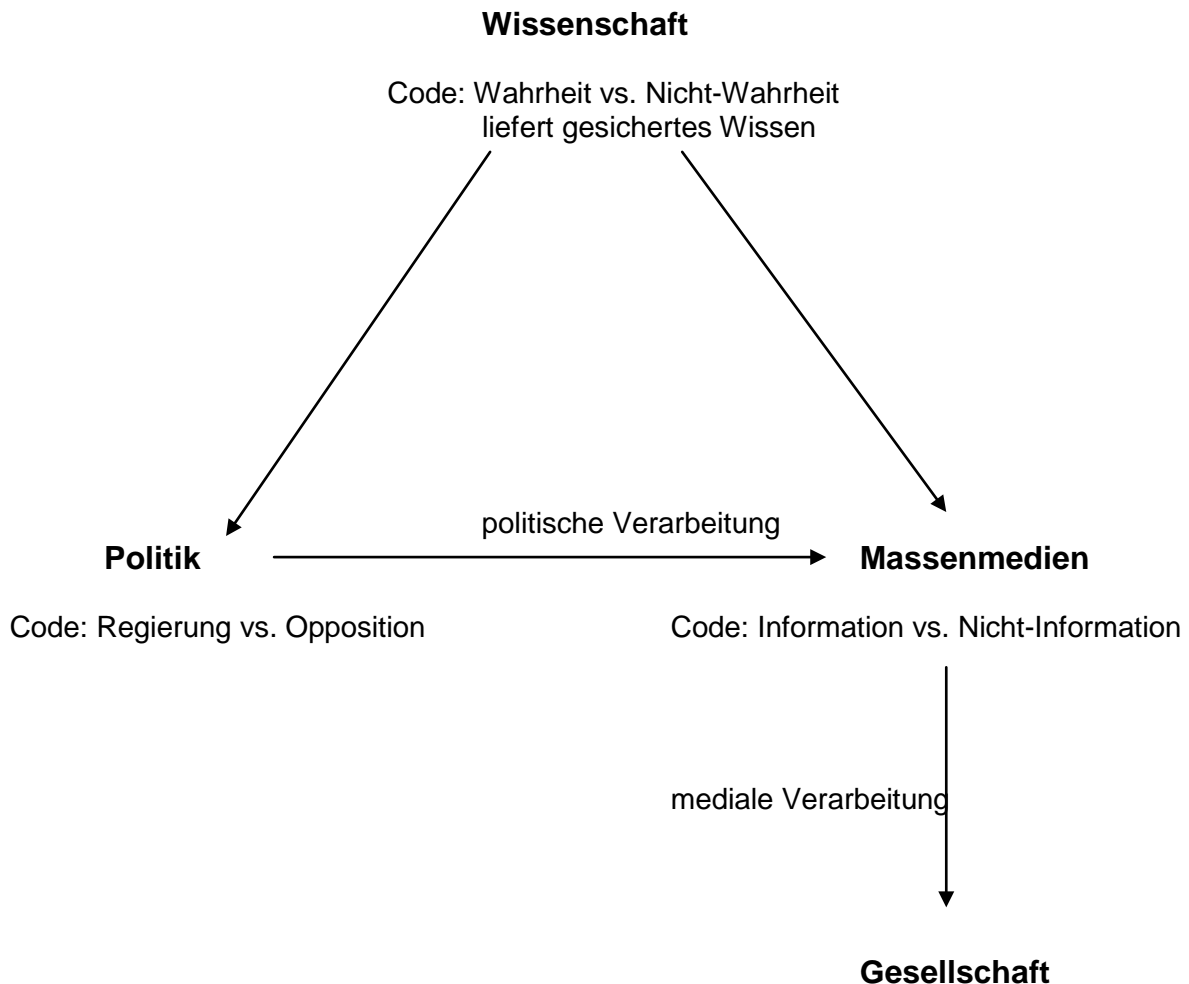 Wissenschaft
Code: Wahrheit vs. Nicht-Wahrheit
liefert gesichertes Wissen
politische Verarbeitung
Politik
Massenmedien
Code: Regierung vs. Opposition
Code: Information vs. Nicht-Information
mediale Verarbeitung
Gesellschaft